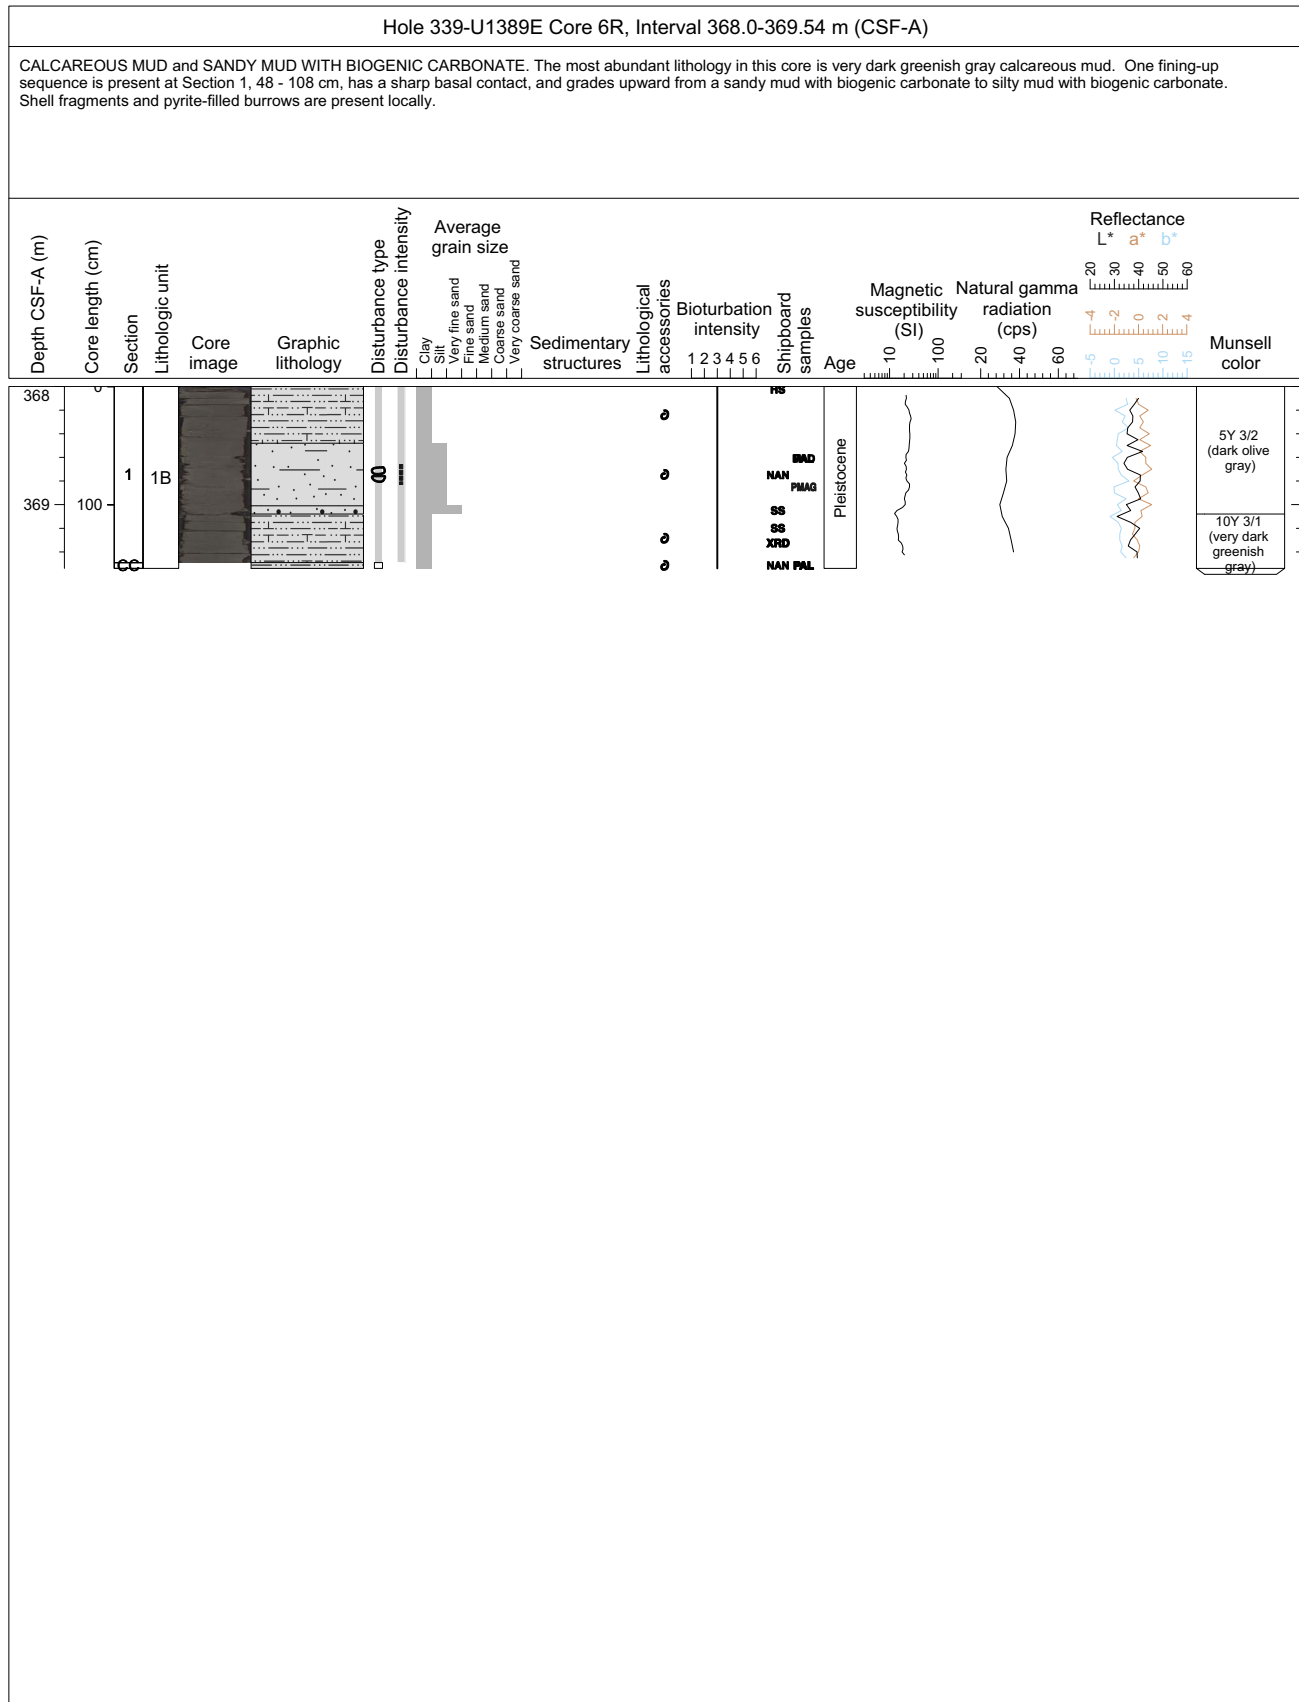 Hole 339-U1389E Core 6R, Interval 368.0-369.54 m (CSF-A)
CALCAREOUS MUD and SANDY MUD WITH BIOGENIC CARBONATE. The most abundant lithology in this core is very dark greenish gray calcareous mud. One fining-up
sequence is present at Section 1, 48 - 108 cm, has a sharp basal contact, and grades upward from a sandy mud with biogenic carbonate to silty mud with biogenic carbonate.
Shell fragments and pyrite-filled burrows are present locally.
Depth CSF-A (m)
Core length (cm)
Section
Lithologic unit
Core
image
Graphic
lithology
Disturbance type
Disturbance intensity
Average
grain size
Clay
Silt
Very fine sand
Fine sand
Medium sand
Coarse sand
Very coarse sand
Sedimentary
structures
Lithological
accessories
Bioturbation
intensity
1 2 3 4 5 6
Shipboard
samples
Age
Magnetic
susceptibility
(SI)
10 100
Natural gamma
radiation
(cps)
20 40 60
Reflectance
L* a* b*
20 30 40 50 60
-4 -2 0 2 4
-5 0 5 10 15
Munsell
color
368
369
0
100
1
CC
1B
HS
NAN
PMAG
SS
SS
XRD
NAN PAL
Pleistocene
5Y 3/2
(dark olive
gray)
10Y 3/1
(very dark
greenish
gray)